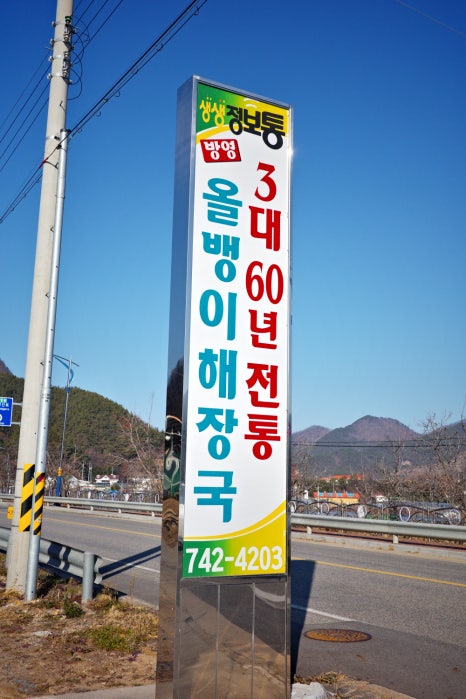 생생정보통
방영
3대 60년 전통
올뱅이해장국
742-4203